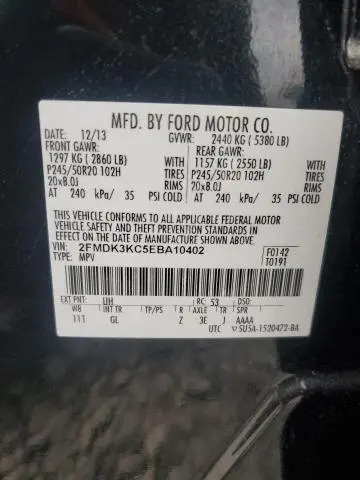 MFD. BY FORD MOTOR CO.
DATE: 12/13 GVWR: 2440 KG ( 5380 LB)
FRONT GAWR: REAR GAWR:
1297 KG ( 2860 LB) WITH 1157 KG ( 2550 LB) WITH
P245/50R20 102H TIRES P245/50R20 102H TIRES
20x8.0J RIMS 20x8.0J RIMS
AT 240 kPa/ 35 PSI COLD AT 240 kPa/ 35 PSI COLD
THIS VEHICLE CONFORMS TO ALL APPLICABLE FEDERAL MOTOR
VEHICLE SAFETY AND THEFT PREVENTION STANDARDS IN EFFECT ON THE DATE OF MANUFACTURE SHOWN ABOVE.
VIN: 2FMDK3KC5EBA10402 F0142
TYPE: MPV T0191
EXT PNT: UH RC: 53 DSO:
WB INT TR TP/PS R AXLE TR SPR
111 GL Z 3E J AAAA
UTC 5U5A-1520472-BA